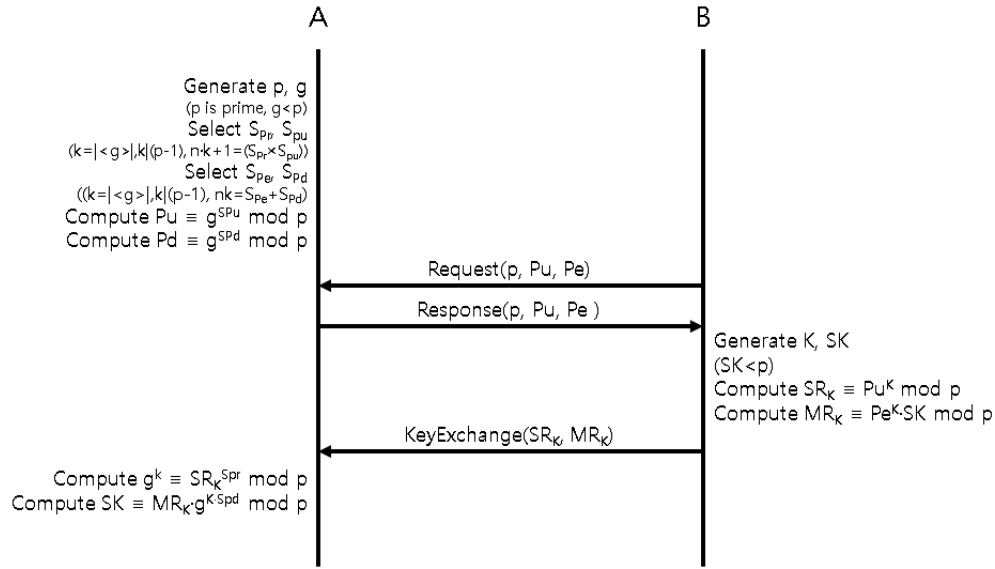 A
B
Generate p, g
(p is prime, g<p)
Select S_Pr, S_pu
(k=|<g>|,k|(p-1), n·k+1=(S_Pr×S_pu))
Select S_Pe, S_Pd
((k=|<g>|,k|(p-1), nk=S_Pe+S_Pd)
Compute Pu ≡ g^SPu mod p
Compute Pd ≡ g^SPd mod p
Request(p, Pu, Pe)
Response(p, Pu, Pe )
Generate K, SK
(SK<p)
Compute SR_K ≡ Pu^K mod p
Compute MR_K ≡ Pe^K·SK mod p
KeyExchange(SR_K, MR_K)
Compute g^k ≡ SR_K^Spr mod p
Compute SK ≡ MR_K·g^K·Spd mod p